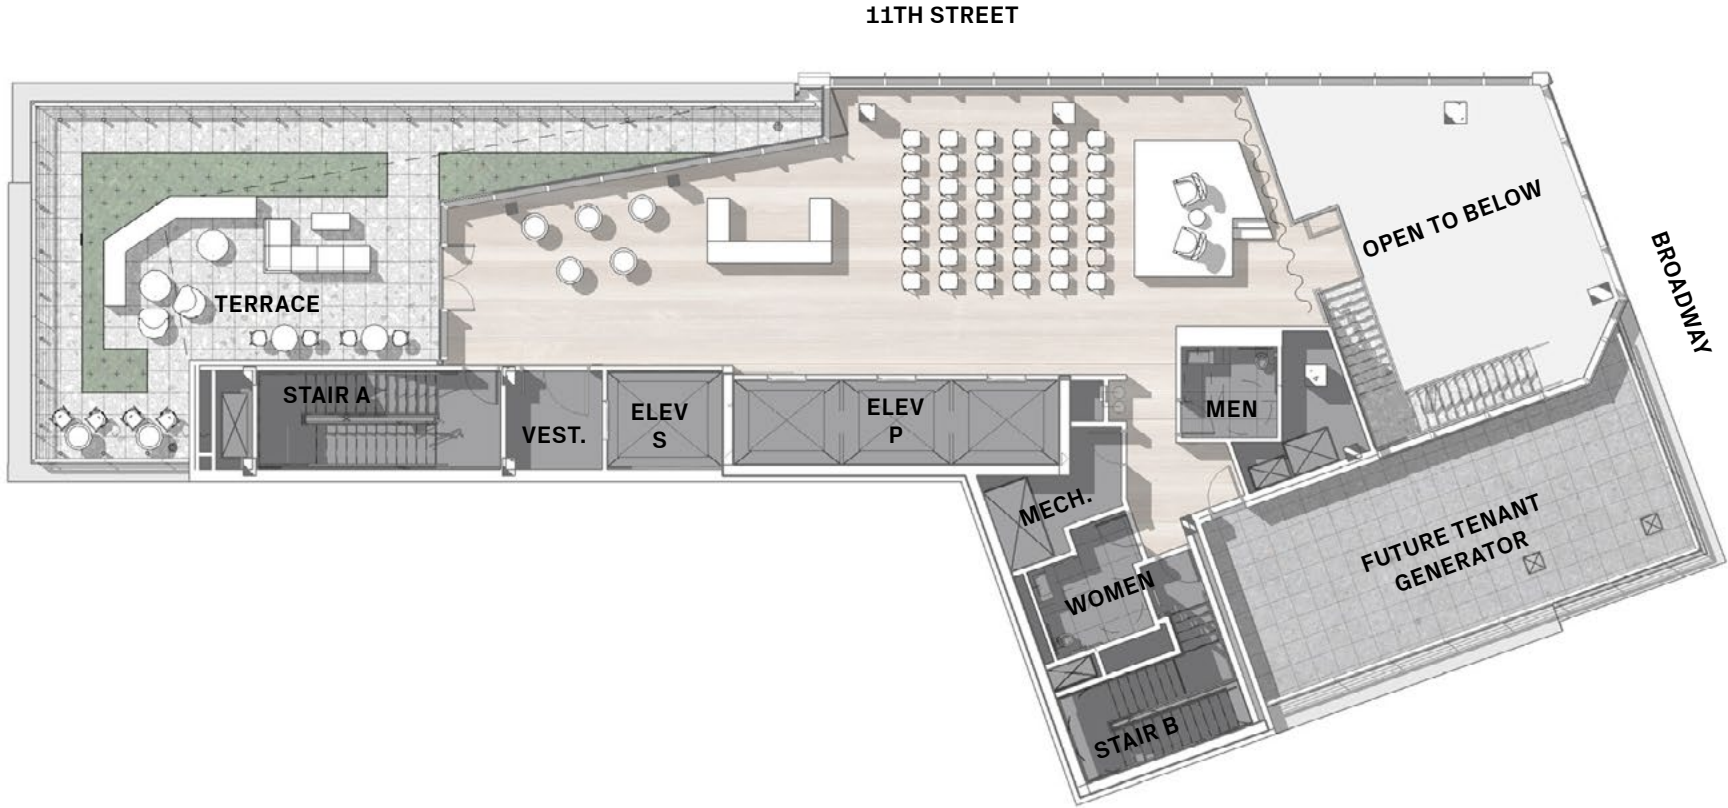 11TH STREET
OPEN TO BELOW
BROADWAY
TERRACE
STAIR A
VEST.
ELEV
S
ELEV
P
MEN
MECH.
WOMEN
FUTURE TENANT
GENERATOR
STAIR B